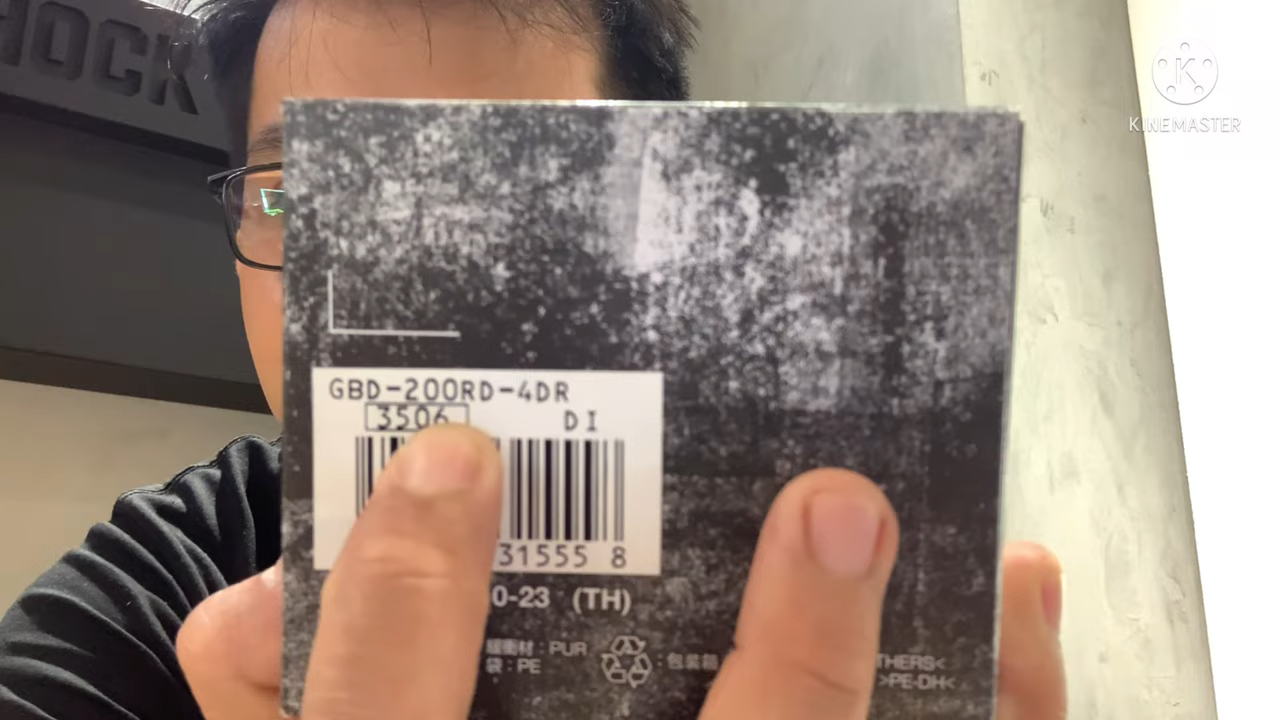 HOCK
KINEMASTER
GBD-200RD-4DR
3506
DI
31555 8
0-23 (TH)
緩衝材：PUR
袋：PE
：包装箱
THERS<
>PE-DH<